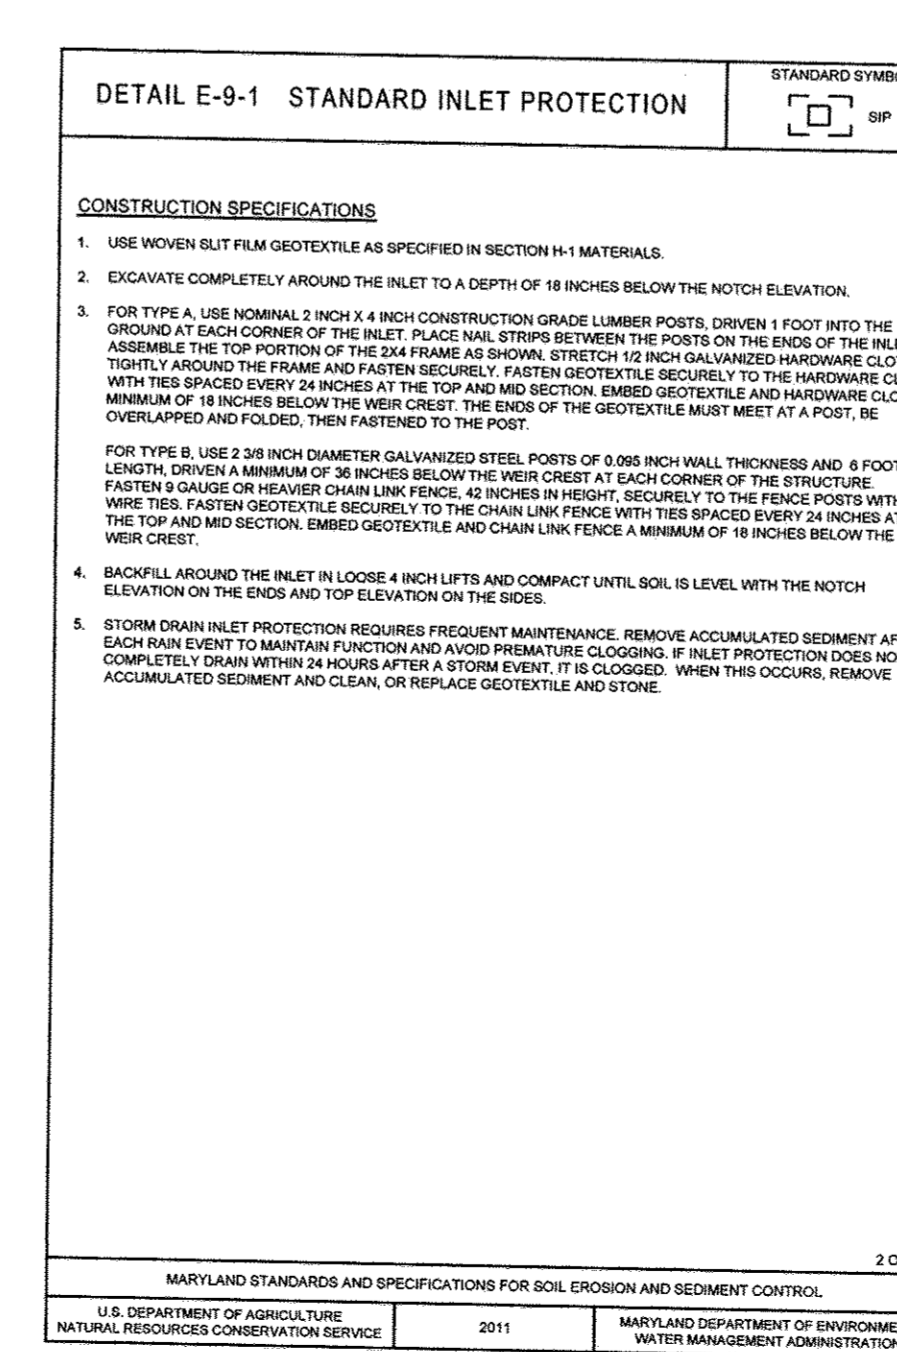 DETAIL E-9-1 STANDARD INLET PROTECTION
STANDARD SYMB
SIP
CONSTRUCTION SPECIFICATIONS
1. USE WOVEN SLIT FILM GEOTEXTILE AS SPECIFIED IN SECTION H-1 MATERIALS.
2. EXCAVATE COMPLETELY AROUND THE INLET TO A DEPTH OF 18 INCHES BELOW THE NOTCH ELEVATION.
3. FOR TYPE A, USE NOMINAL 2 INCH X 4 INCH CONSTRUCTION GRADE LUMBER POSTS, DRIVEN 1 FOOT INTO THE
GROUND AT EACH CORNER OF THE INLET. PLACE NAIL STRIPS BETWEEN THE POSTS ON THE ENDS OF THE INL
ASSEMBLE THE TOP PORTION OF THE 2X4 FRAME AS SHOWN. STRETCH 1/2 INCH GALVANIZED HARDWARE CLO
TIGHTLY AROUND THE FRAME AND FASTEN SECURELY. FASTEN GEOTEXTILE SECURELY TO THE HARDWARE CL
WITH TIES SPACED EVERY 24 INCHES AT THE TOP AND MID SECTION. EMBED GEOTEXTILE AND HARDWARE CLO
MINIMUM OF 18 INCHES BELOW THE WEIR CREST. THE ENDS OF THE GEOTEXTILE MUST MEET AT A POST, BE
OVERLAPPED AND FOLDED, THEN FASTENED TO THE POST.
FOR TYPE B, USE 2 3/8 INCH DIAMETER GALVANIZED STEEL POSTS OF 0.095 INCH WALL THICKNESS AND 6 FOOT
LENGTH, DRIVEN A MINIMUM OF 36 INCHES BELOW THE WEIR CREST AT EACH CORNER OF THE STRUCTURE.
FASTEN 9 GAUGE OR HEAVIER CHAIN LINK FENCE, 42 INCHES IN HEIGHT, SECURELY TO THE FENCE POSTS WITH
WIRE TIES. FASTEN GEOTEXTILE SECURELY TO THE CHAIN LINK FENCE WITH TIES SPACED EVERY 24 INCHES AT
THE TOP AND MID SECTION. EMBED GEOTEXTILE AND CHAIN LINK FENCE A MINIMUM OF 18 INCHES BELOW THE
WEIR CREST.
4. BACKFILL AROUND THE INLET IN LOOSE 4 INCH LIFTS AND COMPACT UNTIL SOIL IS LEVEL WITH THE NOTCH
ELEVATION ON THE ENDS AND TOP ELEVATION ON THE SIDES.
5. STORM DRAIN INLET PROTECTION REQUIRES FREQUENT MAINTENANCE. REMOVE ACCUMULATED SEDIMENT AF
EACH RAIN EVENT TO MAINTAIN FUNCTION AND AVOID PREMATURE CLOGGING. IF INLET PROTECTION DOES NO
COMPLETELY DRAIN WITHIN 24 HOURS AFTER A STORM EVENT, IT IS CLOGGED. WHEN THIS OCCURS, REMOVE
ACCUMULATED SEDIMENT AND CLEAN, OR REPLACE GEOTEXTILE AND STONE.
2 O
MARYLAND STANDARDS AND SPECIFICATIONS FOR SOIL EROSION AND SEDIMENT CONTROL
U.S. DEPARTMENT OF AGRICULTURE
NATURAL RESOURCES CONSERVATION SERVICE
2011
MARYLAND DEPARTMENT OF ENVIRONME
WATER MANAGEMENT ADMINISTRATION